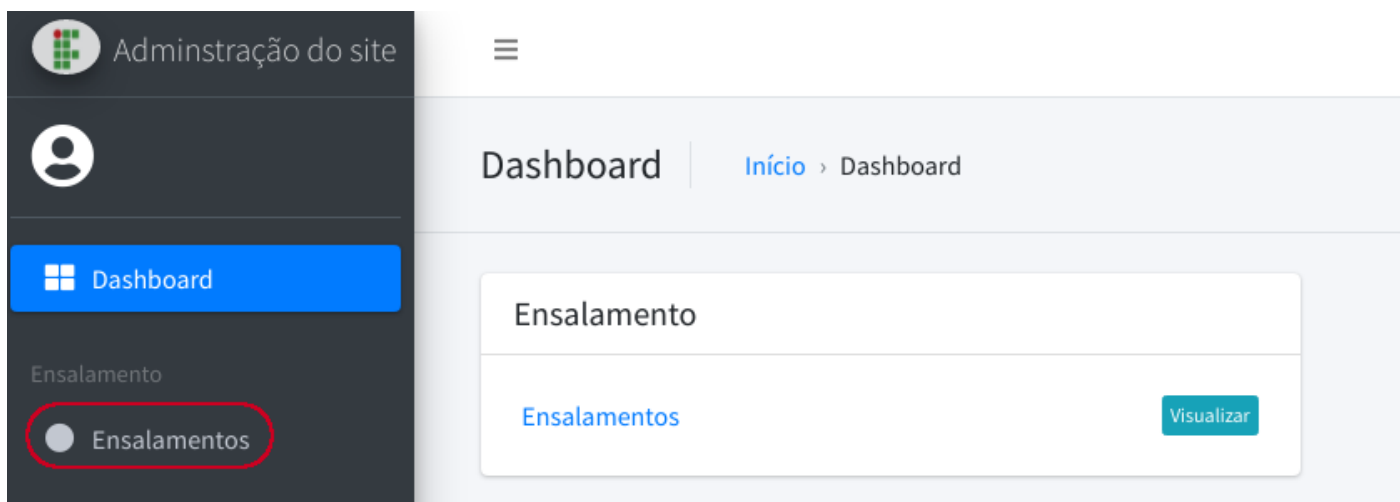 Adminstração do site
Dashboard
Início › Dashboard
Dashboard
Ensalamento
Ensalamentos
Ensalamento
Ensalamentos
Visualizar